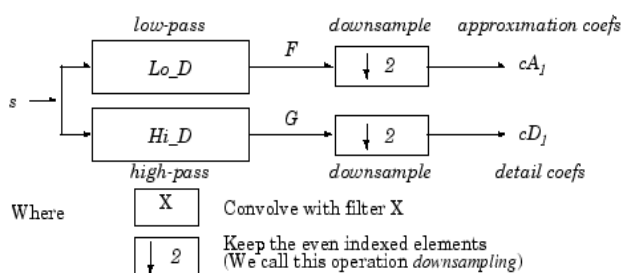 low-pass downsample approximation coefs
F
Lo_D ↓ 2 cA1
s
G
Hi_D ↓ 2 cD1
high-pass downsample detail coefs
Where X Convolve with filter X
↓ 2 Keep the even indexed elements
(We call this operation downsampling)